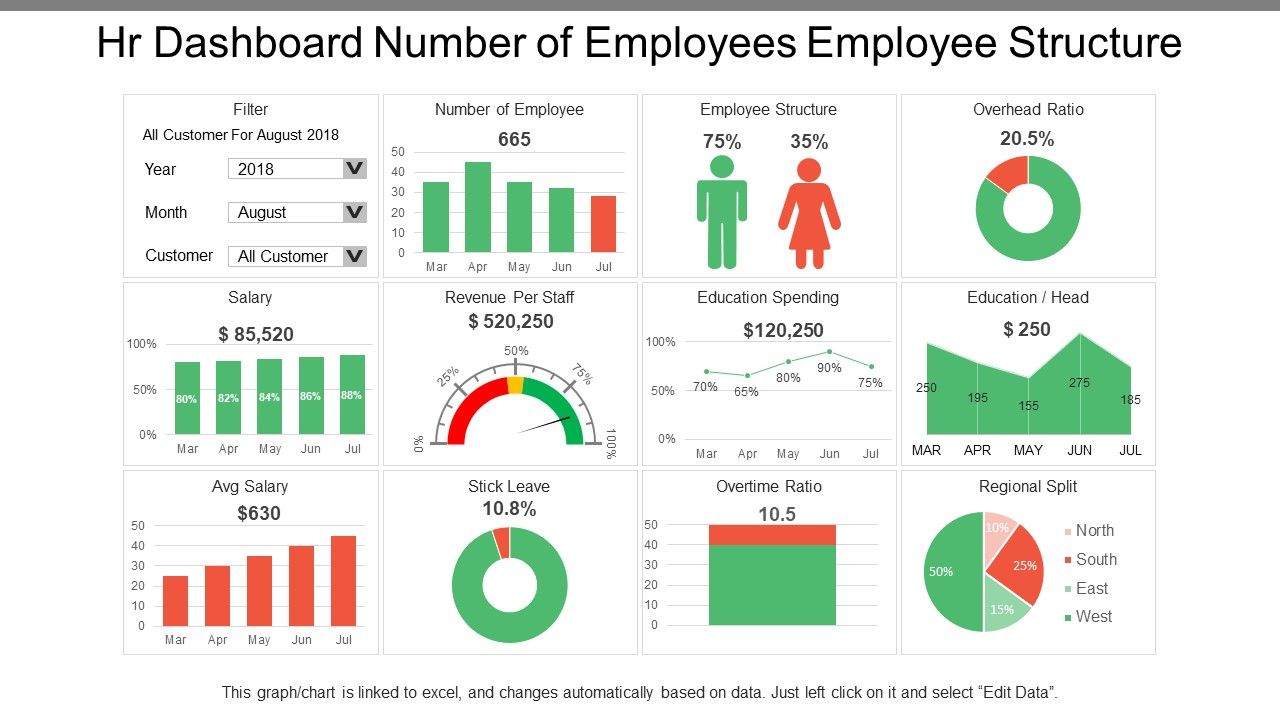 Hr Dashboard Number of Employees Employee Structure
Filter
All Customer For August 2018
Year
2018
Month
August
Customer
All Customer
Number of Employee
665
50
40
30
20
10
0
Mar Apr May Jun Jul
Employee Structure
75% 35%
Overhead Ratio
20.5%
Salary
$ 85,520
100%
50%
0%
80% 82% 84% 86% 88%
Mar Apr May Jun Jul
Revenue Per Staff
$ 520,250
0%
25%
50%
75%
100%
Education Spending
$120,250
100%
50%
0%
70% 65% 80% 90% 75%
Mar Apr May Jun Jul
Education / Head
$ 250
250 195 155 275 185
MAR APR MAY JUN JUL
Avg Salary
$630
50
40
30
20
10
0
Mar Apr May Jun Jul
Stick Leave
10.8%
Overtime Ratio
10.5
50
40
30
20
10
0
Regional Split
10%
25%
15%
50%
North
South
East
West
This graph/chart is linked to excel, and changes automatically based on data. Just left click on it and select “Edit Data”.